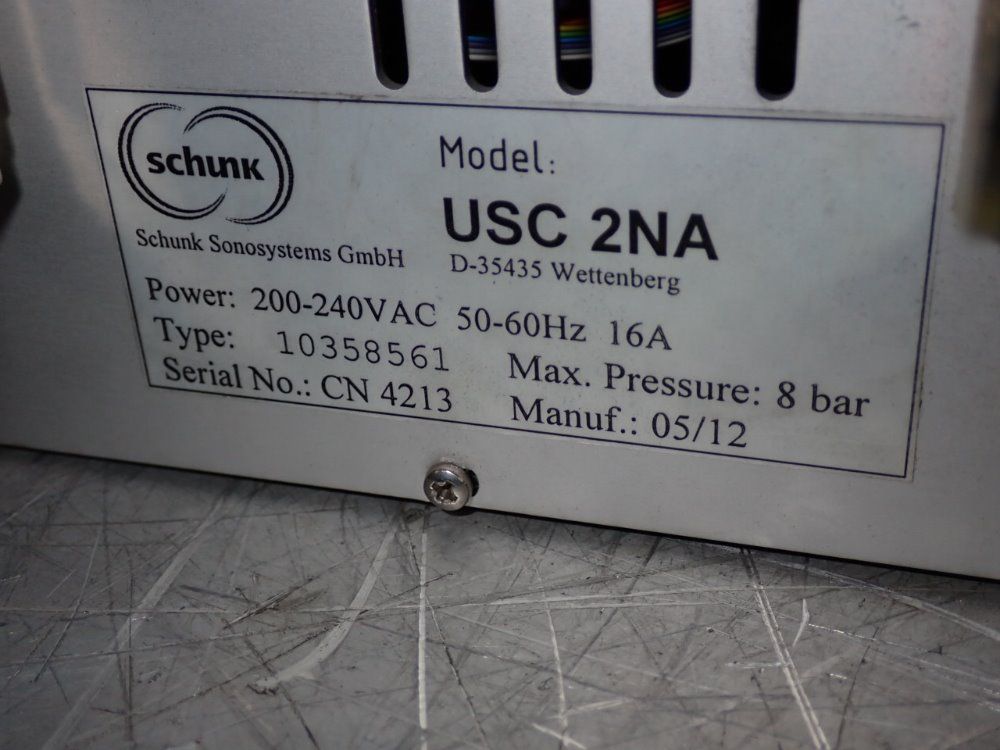 schunk
Model:
USC 2NA
Schunk Sonosystems GmbH D-35435 Wettenberg
Power: 200-240VAC 50-60Hz 16A
Type: 10358561 Max. Pressure: 8 bar
Serial No.: CN 4213 Manuf.: 05/12